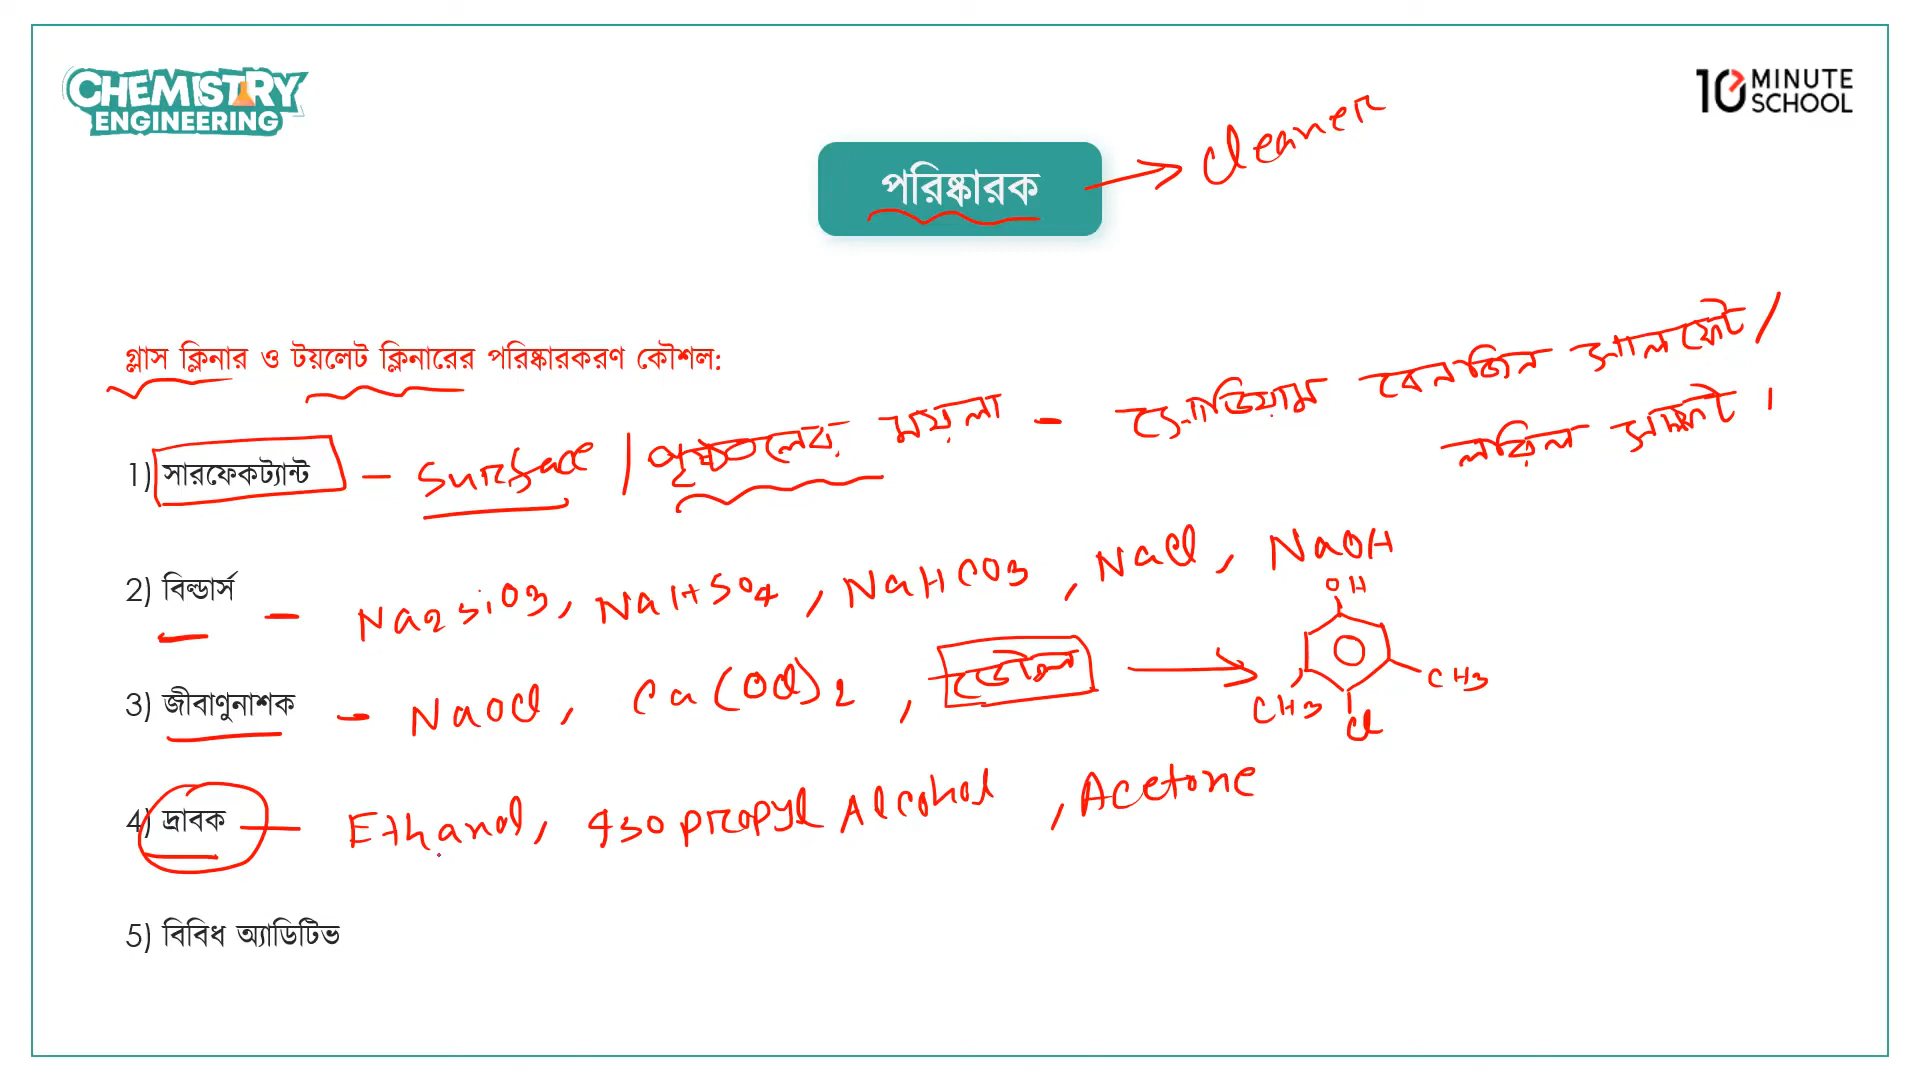 CHEMISTRY
ENGINEERING
10 MINUTE
SCHOOL
পরিষ্কারক → Cleaner
গ্লাস ক্লিনার ও টয়লেট ক্লিনারের পরিষ্কারকরণ কৌশল:
1) সারফেকট্যান্ট – Surface / পৃষ্ঠতলের ময়লা – সোডিয়াম বেনজিন সালফেট/
লরিল সালফেট।
2) বিল্ডার্স – Na2SiO3, NaHSO4, NaHCO3, NaCl, NaOH
3) জীবাণুনাশক – NaOCl, Ca(OCl)2, ডেটল →
OH
CH3
CH3
Cl
4) দ্রাবক – Ethanol, Isopropyl Alcohol, Acetone
5) বিবিধ অ্যাডিটিভ